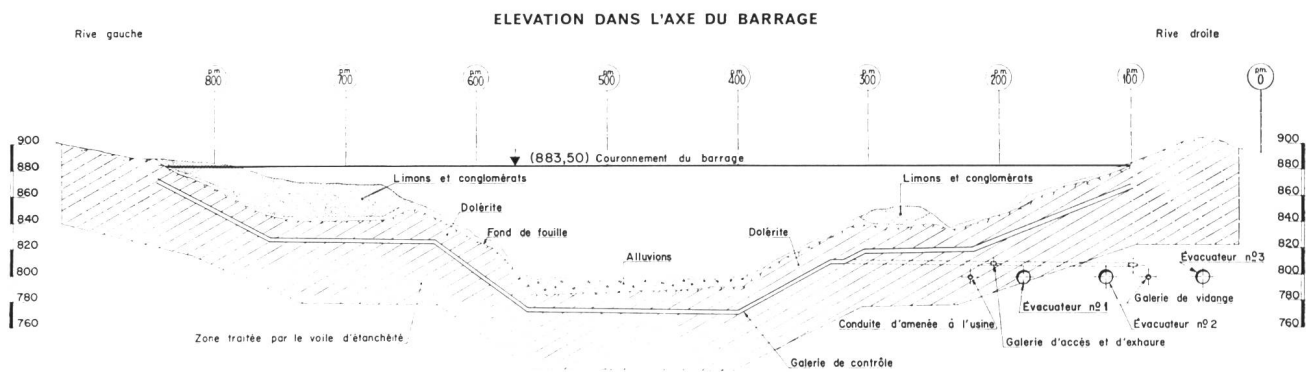 ELEVATION DANS L'AXE DU BARRAGE
Rive gauche
Rive droite
pm 800
pm 700
pm 600
pm 500
pm 400
pm 300
pm 200
pm 100
pm 0
900
880
860
840
820
800
780
760
900
880
860
840
820
800
780
760
(883,50) Couronnement du barrage
Limons et conglomérats
Limons et conglomérats
Dolérite
Fond de fouille
Dolérite
Alluvions
Évacuateur nº3
Galerie de vidange
Évacuateur nº1
Évacuateur nº2
Conduite d'amenée à l'usine
Galerie d'accès et d'exhaure
Zone traitée par le voile d'étanchéité
Galerie de contrôle